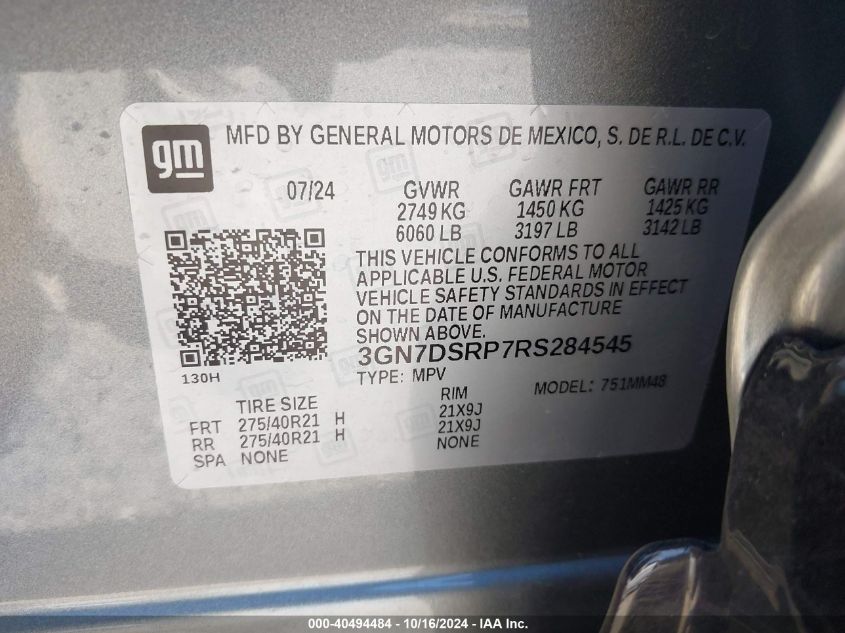 gm
MFD BY GENERAL MOTORS DE MEXICO, S. DE R.L. DE C.V.
07/24 GVWR GAWR FRT GAWR RR
2749 KG 1450 KG 1425 KG
6060 LB 3197 LB 3142 LB
THIS VEHICLE CONFORMS TO ALL
APPLICABLE U.S. FEDERAL MOTOR
VEHICLE SAFETY STANDARDS IN EFFECT
ON THE DATE OF MANUFACTURE
SHOWN ABOVE.
3GN7DSRP7RS284545
130H
TYPE: MPV MODEL: 751MM48
TIRE SIZE RIM
FRT 275/40R21 H 21X9J
RR 275/40R21 H 21X9J
SPA NONE NONE
000-40494484 - 10/16/2024 - IAA Inc.